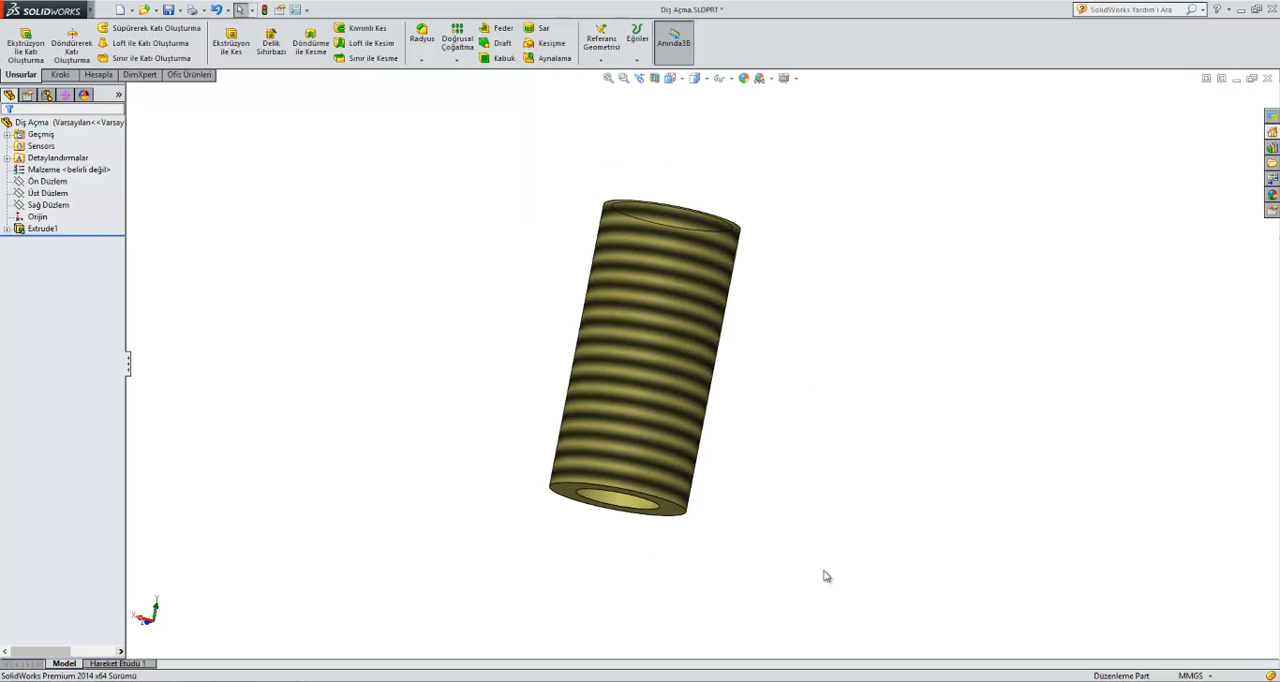 SOLIDWORKS
Diş Açma.SLDPRT *
SolidWorks Yardım'ı Ara
Ekstrüzyon ile Katı Oluşturma
Döndürerek Katı Oluşturma
Süpürerek Katı Oluşturma
Loft ile Katı Oluşturma
Sınır ile Katı Oluşturma
Ekstrüzyon ile Kes
Delik Sihirbazı
Döndürme ile Kesme
Kıvrımlı Kes
Loft ile Kesim
Sınır ile Kesme
Radyus
Doğrusal Çoğaltma
Feder
Draft
Kabuk
Sar
Kesişme
Aynalama
Referans Geometrisi
Eğriler
Anında3B
Unsurlar
Kroki
Hesapla
DimXpert
Ofis Ürünleri
Diş Açma (Varsayılan<<Varsay
Geçmiş
Sensors
Detaylandırmalar
Malzeme <belirli değil>
Ön Düzlem
Üst Düzlem
Sağ Düzlem
Orijin
Extrude1
Y
X
Z
Model
Hareket Etüdü 1
SolidWorks Premium 2014 x64 Sürümü
Düzenleme Part
MMGS